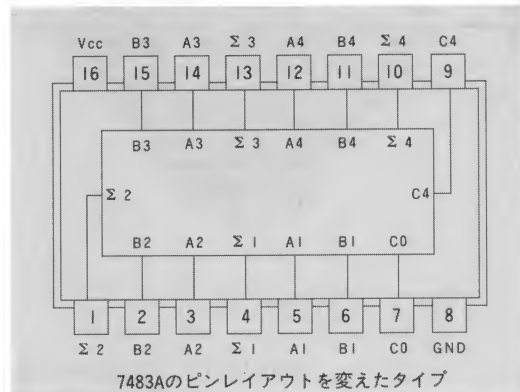 Vcc B3 A3 Σ3 A4 B4 Σ4 C4
16 15 14 13 12 11 10 9
B3 A3 Σ3 A4 B4 Σ4
Σ2 C4
B2 A2 Σ1 A1 B1 C0
1 2 3 4 5 6 7 8
Σ2 B2 A2 Σ1 A1 B1 C0 GND
7483Aのピンレイアウトを変えたタイプ